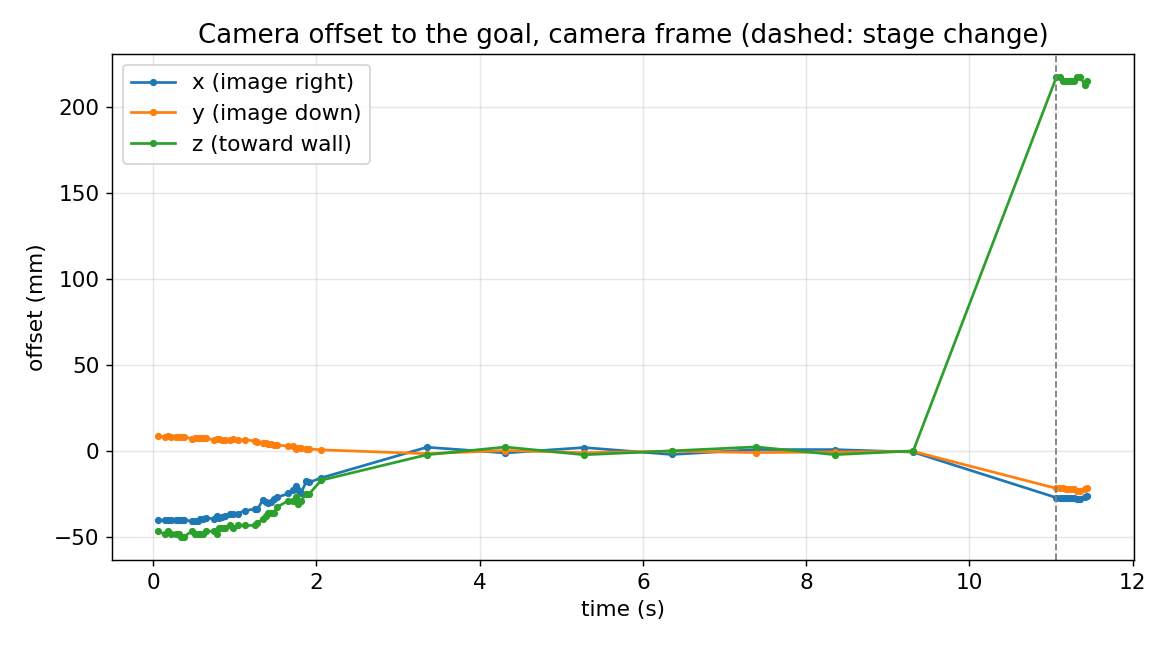 Camera offset to the goal, camera frame (dashed: stage change)
x (image right)
y (image down)
z (toward wall)
offset (mm)
200
150
100
50
0
−50
0 2 4 6 8 10 12
time (s)